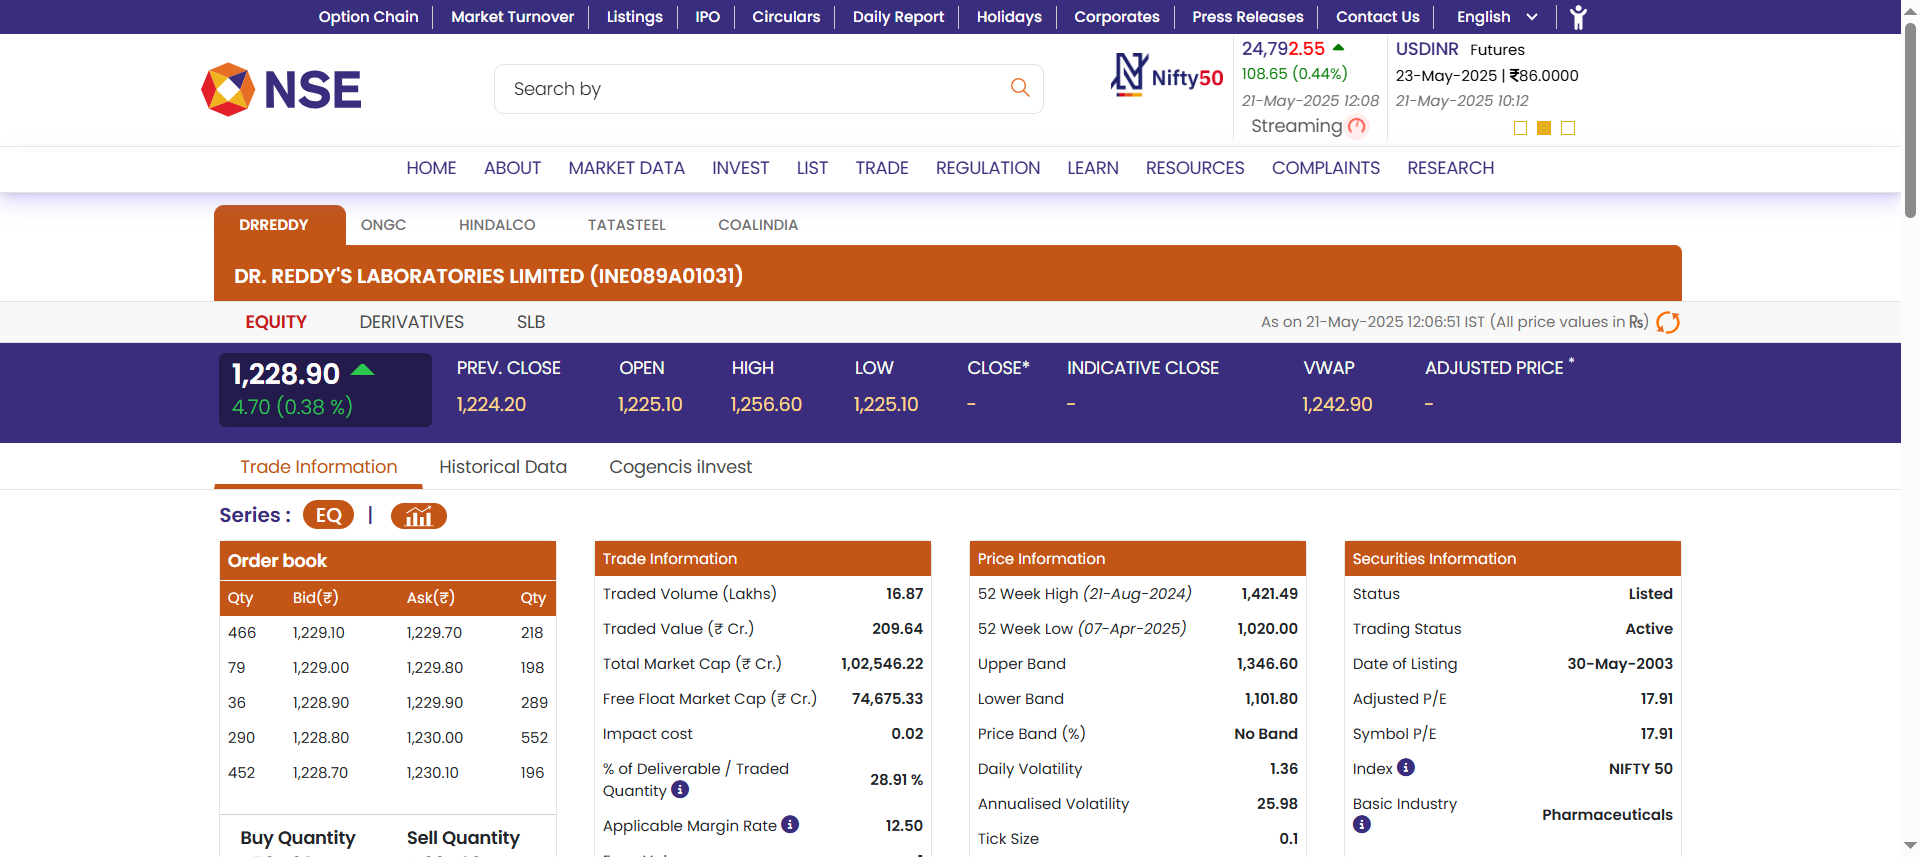 Option Chain Market Turnover Listings IPO Circulars Daily Report Holidays Corporates Press Releases Contact Us English
NSE
Search by
Nifty50
24,792.55
108.65 (0.44%)
21-May-2025 12:08
Streaming
USDINR Futures
23-May-2025 | ₹86.0000
21-May-2025 10:12
HOME ABOUT MARKET DATA INVEST LIST TRADE REGULATION LEARN RESOURCES COMPLAINTS RESEARCH
DRREDDY ONGC HINDALCO TATASTEEL COALINDIA
DR. REDDY'S LABORATORIES LIMITED (INE089A01031)
EQUITY DERIVATIVES SLB
As on 21-May-2025 12:06:51 IST (All price values in ₨)
1,228.90
4.70 (0.38 %)
PREV. CLOSE OPEN HIGH LOW CLOSE* INDICATIVE CLOSE VWAP ADJUSTED PRICE *
1,224.20 1,225.10 1,256.60 1,225.10 - - 1,242.90 -
Trade Information Historical Data Cogencis iInvest
Series : EQ |
Order book
Qty Bid(₹) Ask(₹) Qty
466 1,229.10 1,229.70 218
79 1,229.00 1,229.80 198
36 1,228.90 1,229.90 289
290 1,228.80 1,230.00 552
452 1,228.70 1,230.10 196
Buy Quantity Sell Quantity
Trade Information
Traded Volume (Lakhs) 16.87
Traded Value (₹ Cr.) 209.64
Total Market Cap (₹ Cr.) 1,02,546.22
Free Float Market Cap (₹ Cr.) 74,675.33
Impact cost 0.02
% of Deliverable / Traded
Quantity 28.91 %
Applicable Margin Rate 12.50
Price Information
52 Week High (21-Aug-2024) 1,421.49
52 Week Low (07-Apr-2025) 1,020.00
Upper Band 1,346.60
Lower Band 1,101.80
Price Band (%) No Band
Daily Volatility 1.36
Annualised Volatility 25.98
Tick Size 0.1
Securities Information
Status Listed
Trading Status Active
Date of Listing 30-May-2003
Adjusted P/E 17.91
Symbol P/E 17.91
Index NIFTY 50
Basic Industry Pharmaceuticals